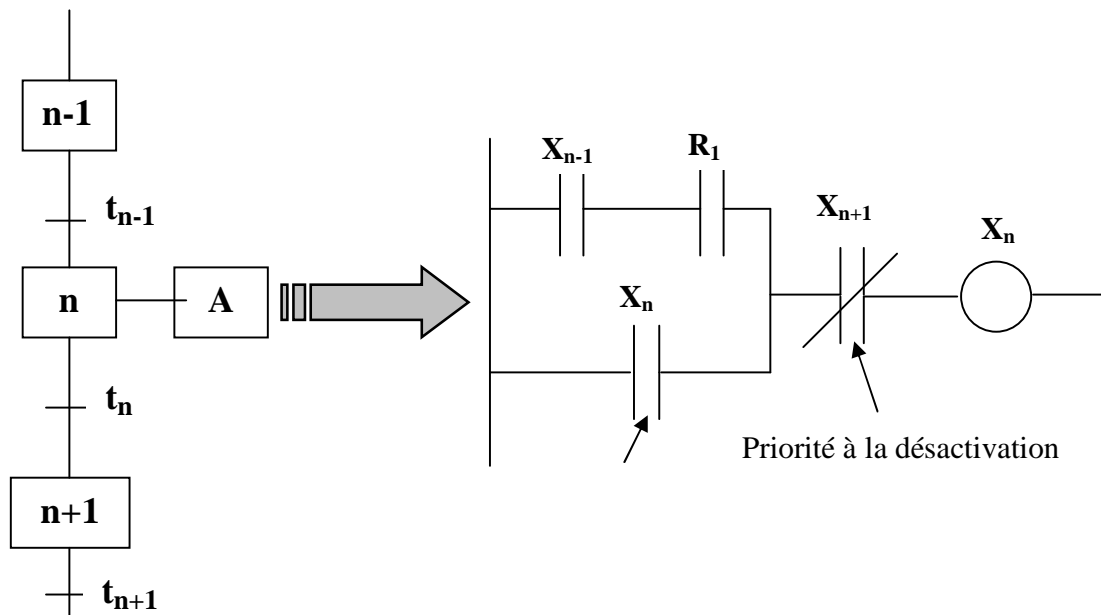 n-1
t_{n-1}
n
A
t_n
n+1
t_{n+1}
X_{n-1}
R_1
X_n
X_{n+1}
X_n
Priorité à la désactivation